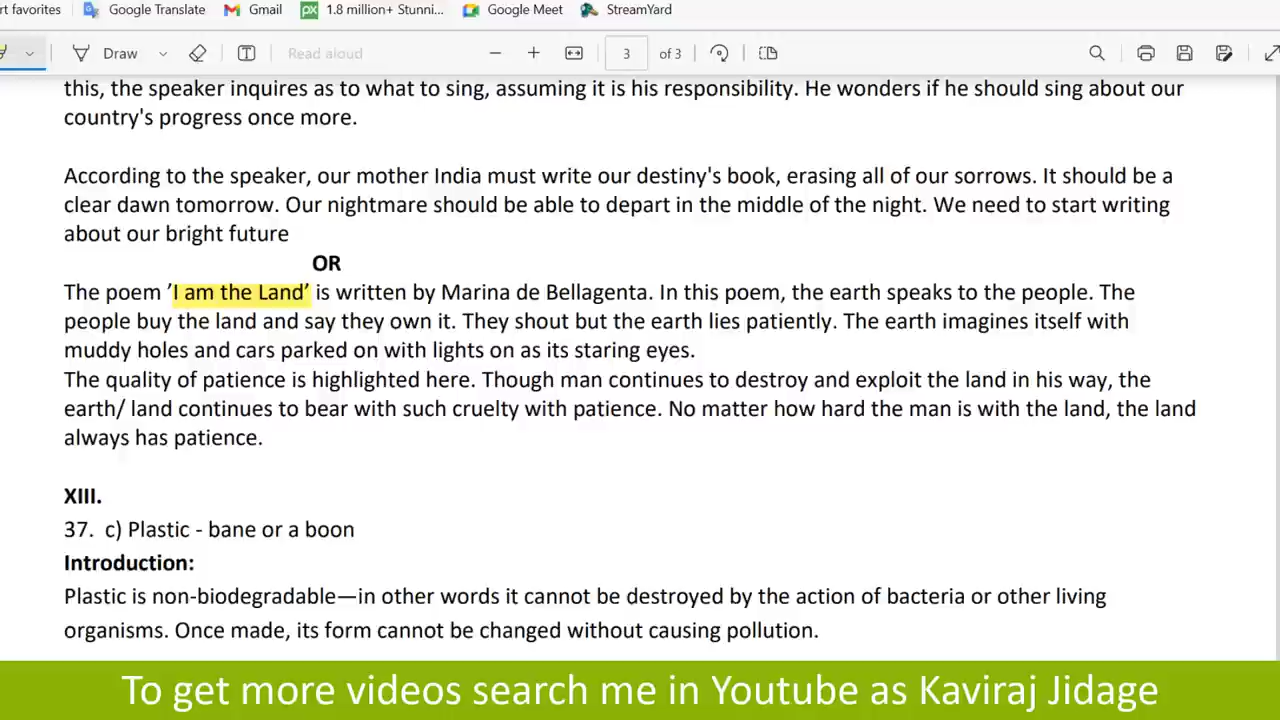 rt favorites Google Translate Gmail 1.8 million+ Stunni... Google Meet StreamYard
Draw Read aloud 3 of 3
this, the speaker inquires as to what to sing, assuming it is his responsibility. He wonders if he should sing about our
country's progress once more.
According to the speaker, our mother India must write our destiny's book, erasing all of our sorrows. It should be a
clear dawn tomorrow. Our nightmare should be able to depart in the middle of the night. We need to start writing
about our bright future
OR
The poem ’I am the Land’ is written by Marina de Bellagenta. In this poem, the earth speaks to the people. The
people buy the land and say they own it. They shout but the earth lies patiently. The earth imagines itself with
muddy holes and cars parked on with lights on as its staring eyes.
The quality of patience is highlighted here. Though man continues to destroy and exploit the land in his way, the
earth/ land continues to bear with such cruelty with patience. No matter how hard the man is with the land, the land
always has patience.
XIII.
37. c) Plastic - bane or a boon
Introduction:
Plastic is non-biodegradable—in other words it cannot be destroyed by the action of bacteria or other living
organisms. Once made, its form cannot be changed without causing pollution.
To get more videos search me in Youtube as Kaviraj Jidage